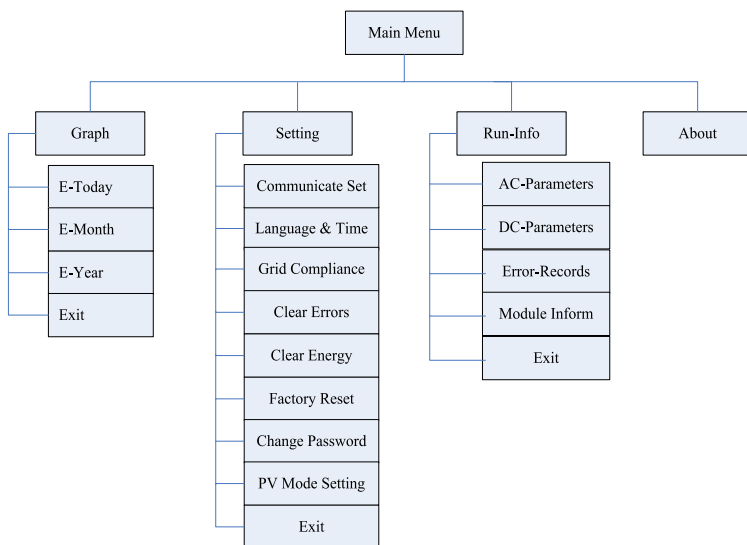 Main Menu
Graph
E-Today
E-Month
E-Year
Exit
Setting
Communicate Set
Language & Time
Grid Compliance
Clear Errors
Clear Energy
Factory Reset
Change Password
PV Mode Setting
Exit
Run-Info
AC-Parameters
DC-Parameters
Error-Records
Module Inform
Exit
About